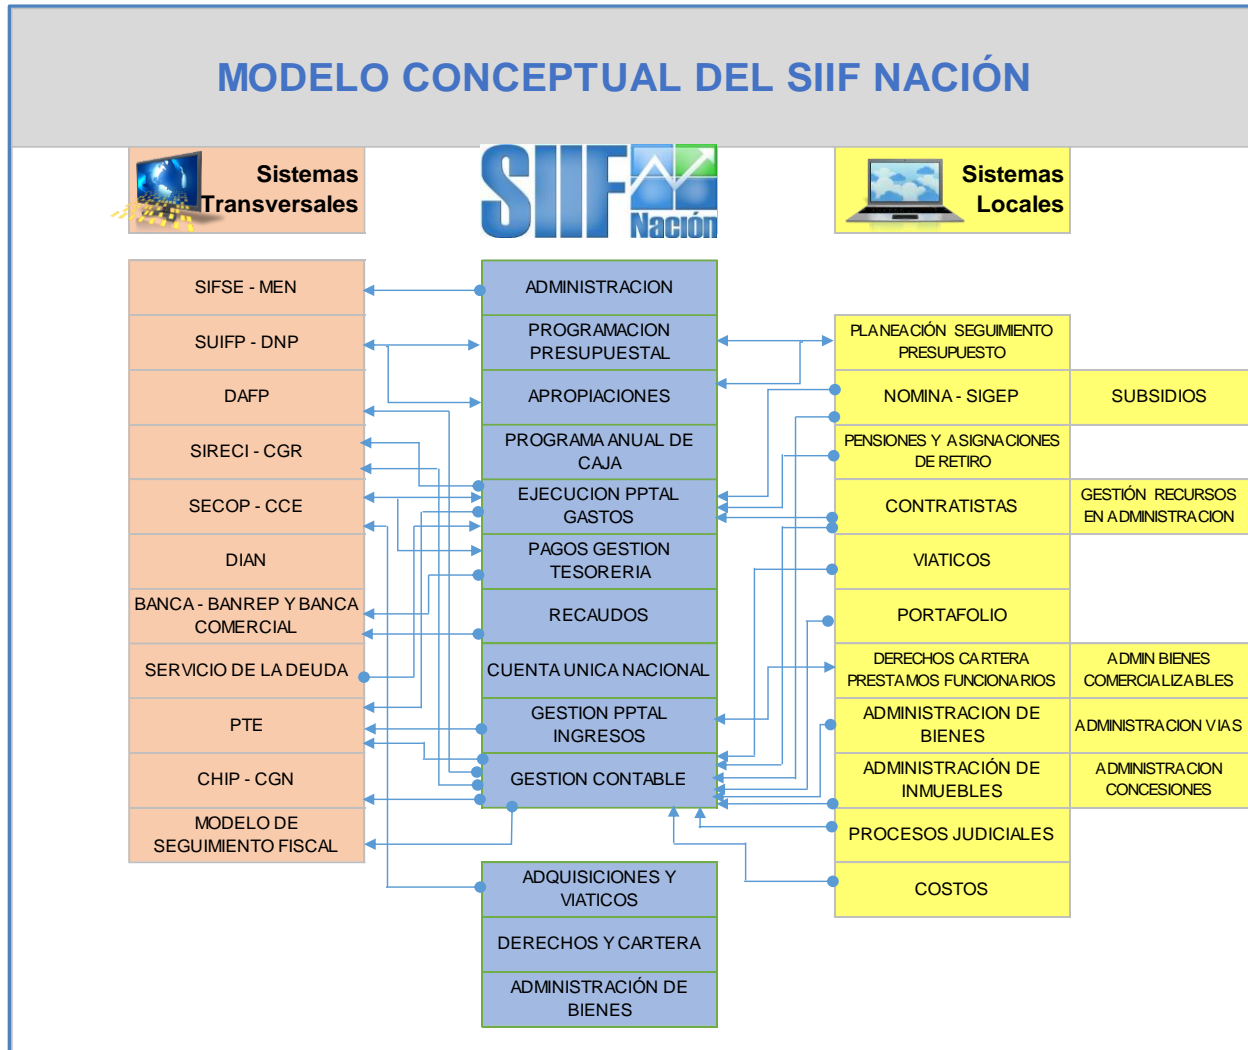 MODELO CONCEPTUAL DEL SIIF NACIÓN
Sistemas
Transversales
SIIF
Nación
Sistemas
Locales
SIFSE - MEN
SUIFP - DNP
DAFP
SIRECI - CGR
SECOP - CCE
DIAN
BANCA - BANREP Y BANCA
COMERCIAL
SERVICIO DE LA DEUDA
PTE
CHIP - CGN
MODELO DE
SEGUIMIENTO FISCAL
ADMINISTRACION
PROGRAMACION
PRESUPUESTAL
APROPIACIONES
PROGRAMA ANUAL DE
CAJA
EJECUCION PPTAL
GASTOS
PAGOS GESTION
TESORERIA
RECAUDOS
CUENTA UNICA NACIONAL
GESTION PPTAL
INGRESOS
GESTION CONTABLE
ADQUISICIONES Y
VIATICOS
DERECHOS Y CARTERA
ADMINISTRACIÓN DE
BIENES
PLANEACIÓN SEGUIMIENTO
PRESUPUESTO
NOMINA - SIGEP
PENSIONES Y ASIGNACIONES
DE RETIRO
CONTRATISTAS
VIATICOS
PORTAFOLIO
DERECHOS CARTERA
PRESTAMOS FUNCIONARIOS
ADMINISTRACION DE
BIENES
ADMINISTRACIÓN DE
INMUEBLES
PROCESOS JUDICIALES
COSTOS
SUBSIDIOS
GESTIÓN RECURSOS
EN ADMINISTRACION
ADMIN BIENES
COMERCIALIZABLES
ADMINISTRACION VIAS
ADMINISTRACION
CONCESIONES